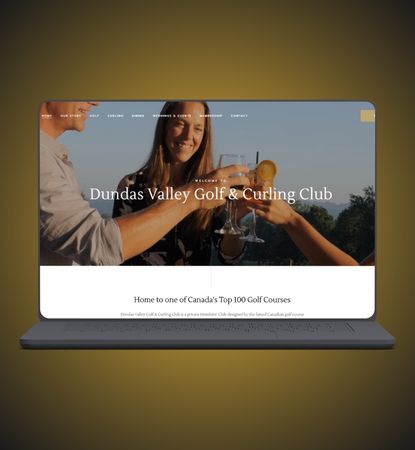 HOME OUR STORY GOLF CURLING DINING WEDDINGS & EVENTS MEMBERSHIP CONTACT
WELCOME TO
Dundas Valley Golf & Curling Club
Home to one of Canada's Top 100 Golf Courses
Dundas Valley Golf & Curling Club is a private Members' Club designed by the famed Canadian golf course